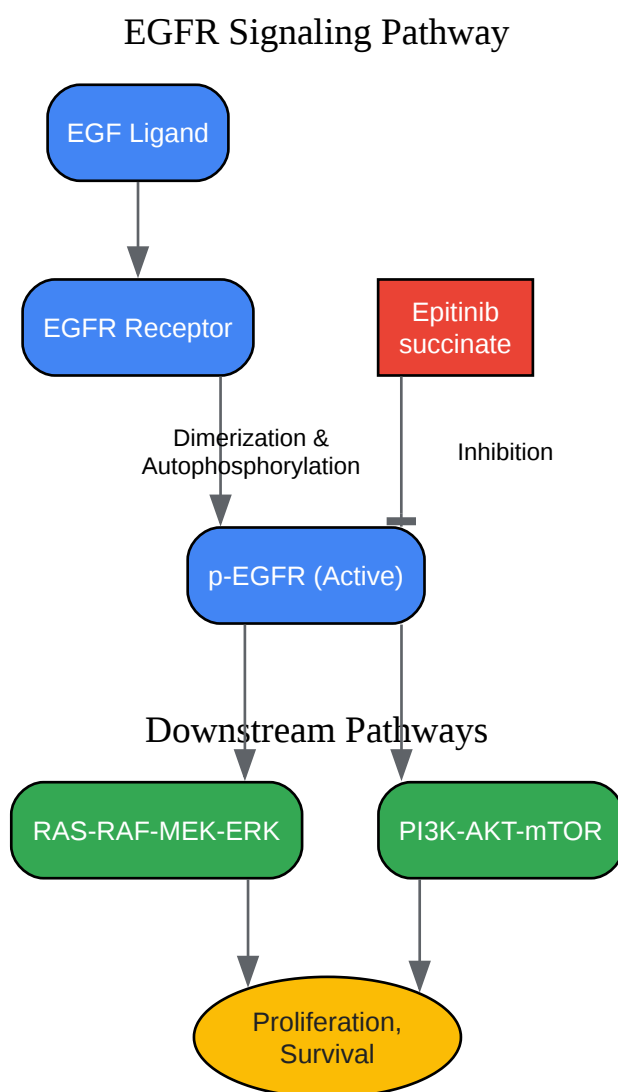 EGFR Signaling Pathway
EGF Ligand
EGFR Receptor
Epitinib
succinate
Dimerization &
Autophosphorylation
Inhibition
p-EGFR (Active)
Downstream Pathways
RAS-RAF-MEK-ERK
PI3K-AKT-mTOR
Proliferation,
Survival